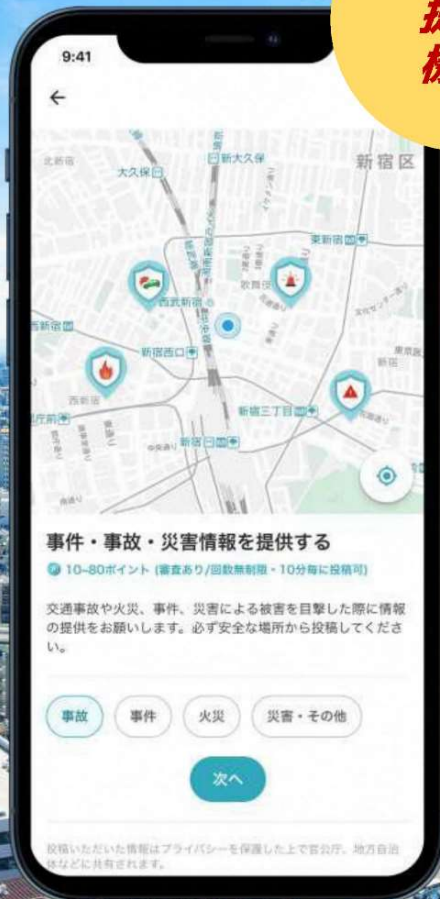 9:41
北新宿
大久保
新大久保
新宿区
東新宿
西武新宿
歌舞伎
西新宿
新宿西口
新宿
西新宿
新宿三丁目
新宿
事件・事故・災害情報を提供する
10~80ポイント (審査あり/回数無制限・10分毎に投稿可)
交通事故や火災、事件、災害による被害を目撃した際に情報
の提供をお願いします。必ず安全な場所から投稿してくださ
い。
事故
事件
火災
災害・その他
次へ
投稿いただいた情報はプライバシーを保護した上で官公庁、地方自治
体などに共有されます。